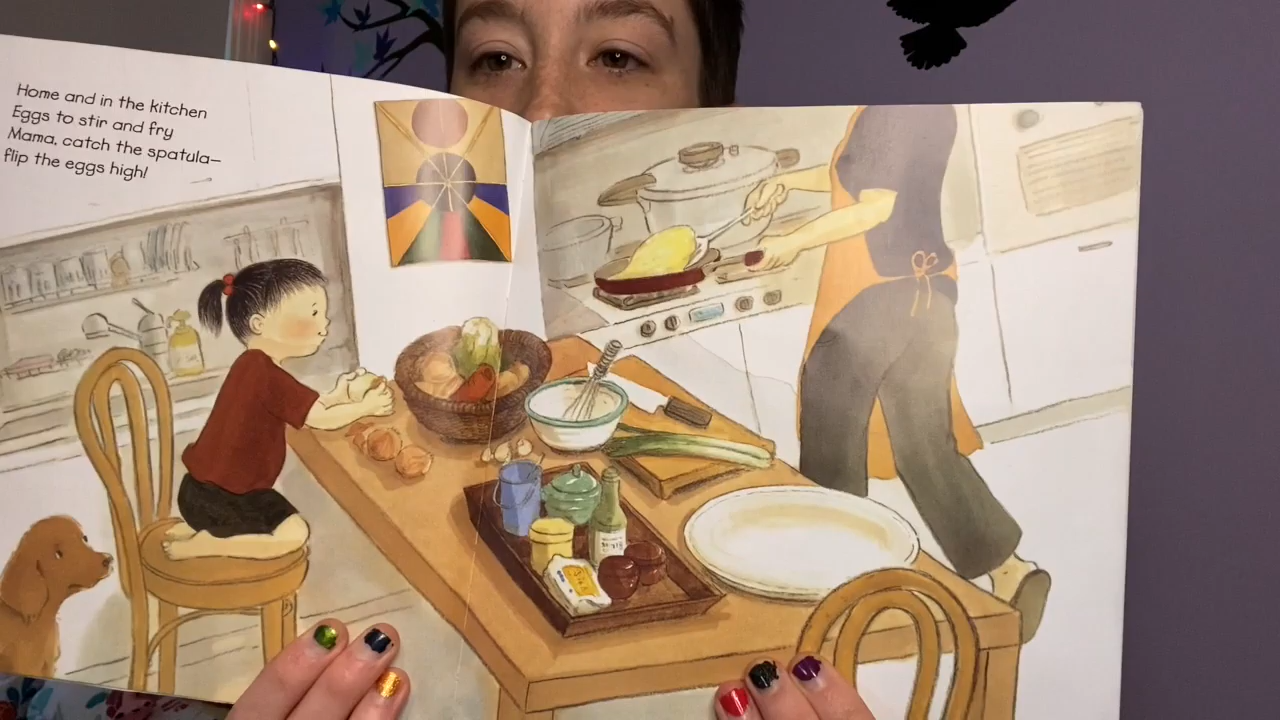 Home and in the kitchen
Eggs to stir and fry
Mama, catch the spatula—
flip the eggs high!